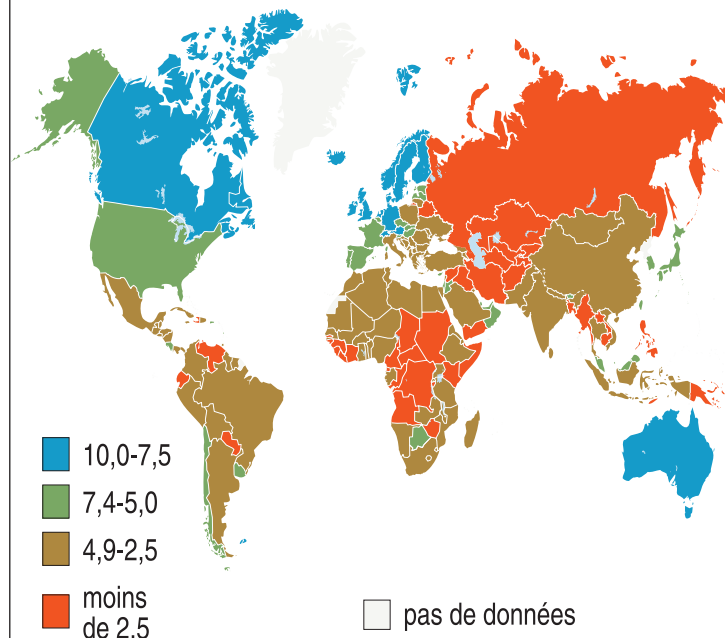 10,0-7,5
7,4-5,0
4,9-2,5
moins
de 2,5
pas de données